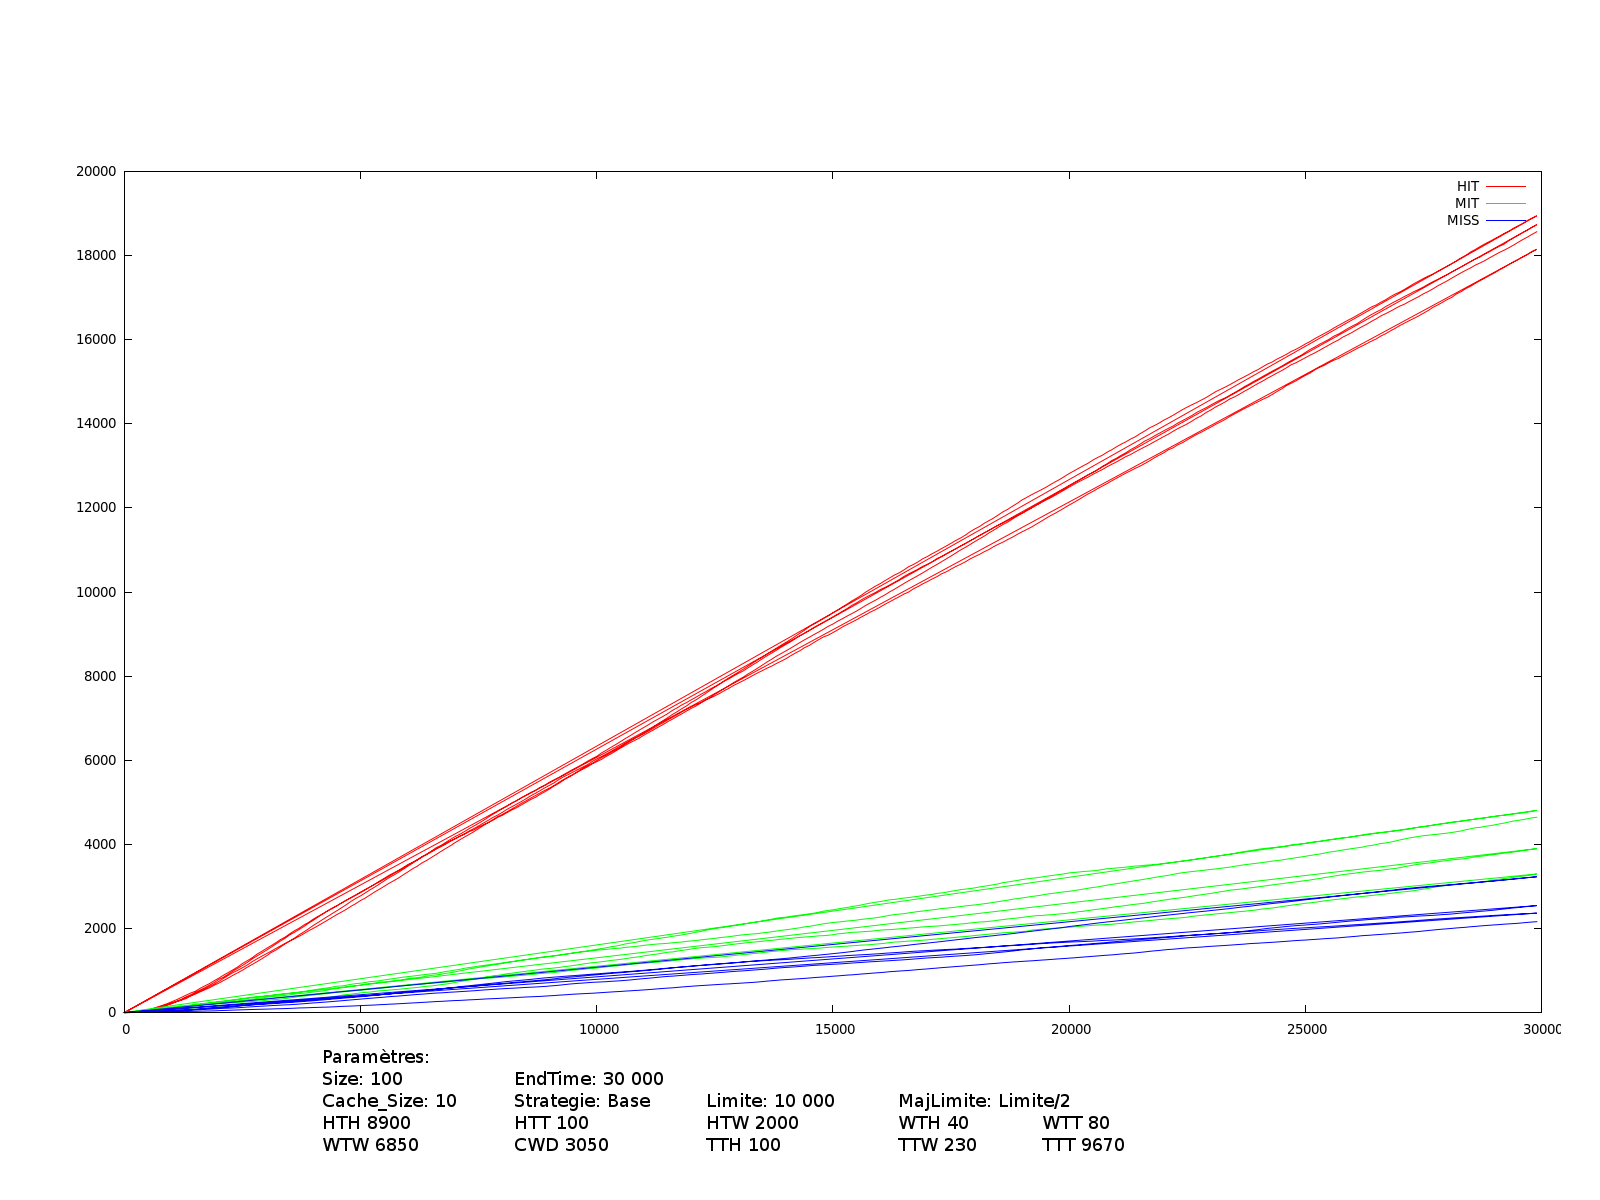 20000
HIT
MIT
MISS
18000
16000
14000
12000
10000
8000
6000
4000
2000
0
0 5000 10000 15000 20000 25000 30000
Paramètres:
Size: 100 EndTime: 30 000
Cache_Size: 10 Strategie: Base Limite: 10 000 MajLimite: Limite/2
HTH 8900 HTT 100 HTW 2000 WTH 40 WTT 80
WTW 6850 CWD 3050 TTH 100 TTW 230 TTT 9670